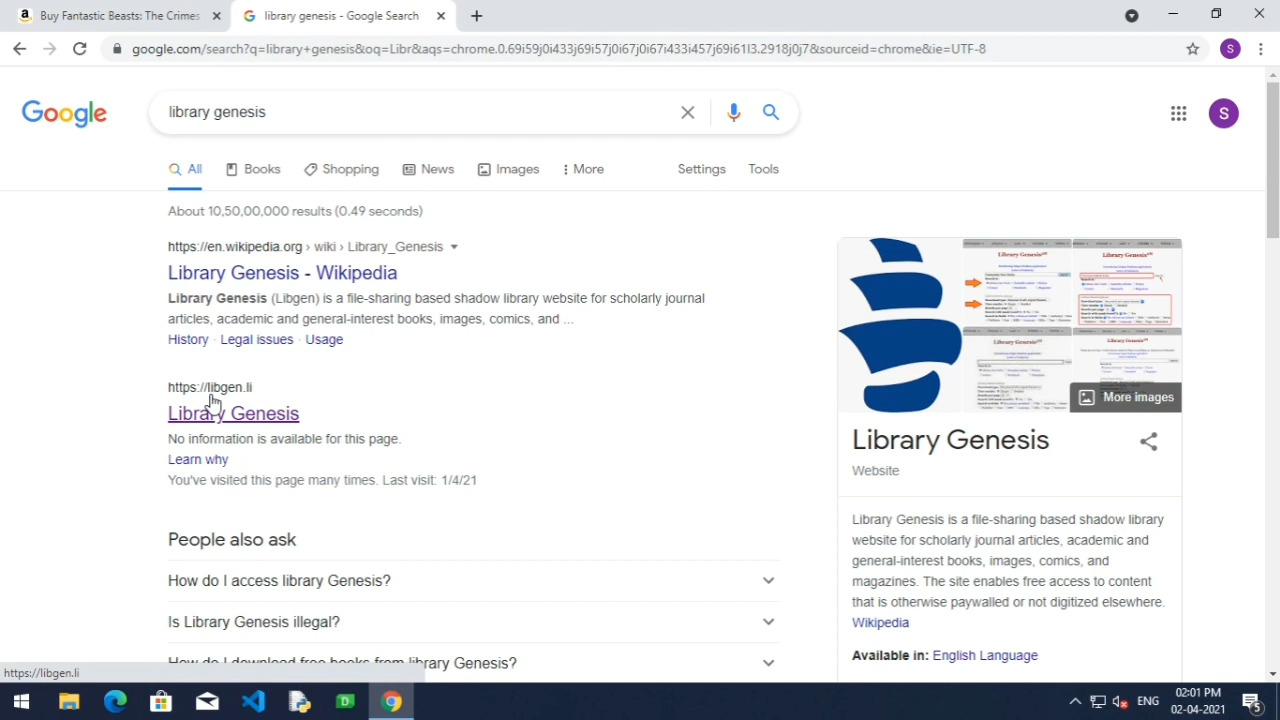 Buy Fantastic Beasts: The Crimes
library genesis - Google Search
google.com/search?q=library+genesis&oq=Libr&aqs=chrome.0.69i59j0i433j69i57j0i67j0i67i433i457j69i61l3.2918j0j7&sourceid=chrome&ie=UTF-8
S
Google
library genesis
S
All Books Shopping News Images More Settings Tools
About 10,50,00,000 results (0.49 seconds)
https://en.wikipedia.org › wiki › Library_Genesis
Library Genesis - Wikipedia
Library Genesis (Libgen) is a file-sharing based shadow library website for scholarly journal
articles, academic and general-interest books, images, comics, and ...
History · Legal issues · Usage
https://libgen.li
Library Genesis
No information is available for this page.
Learn why
You've visited this page many times. Last visit: 1/4/21
People also ask
How do I access library Genesis?
Is Library Genesis illegal?
How do I download free books from library Genesis?
Library Genesis
Library Genesis
Library Genesis
Library Genesis
More images
Library Genesis
Website
Library Genesis is a file-sharing based shadow library
website for scholarly journal articles, academic and
general-interest books, images, comics, and
magazines. The site enables free access to content
that is otherwise paywalled or not digitized elsewhere.
Wikipedia
Available in: English Language
https://libgen.li
ENG
02:01 PM
02-04-2021
5